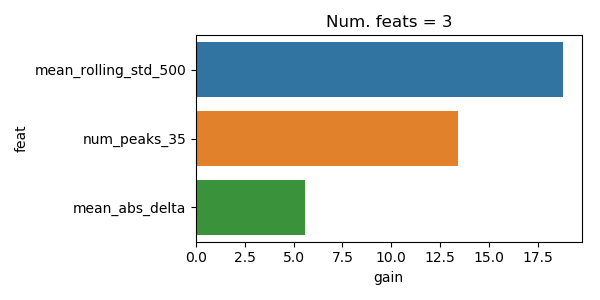 Num. feats = 3
feat
mean_rolling_std_500
num_peaks_35
mean_abs_delta
0.0 2.5 5.0 7.5 10.0 12.5 15.0 17.5
gain